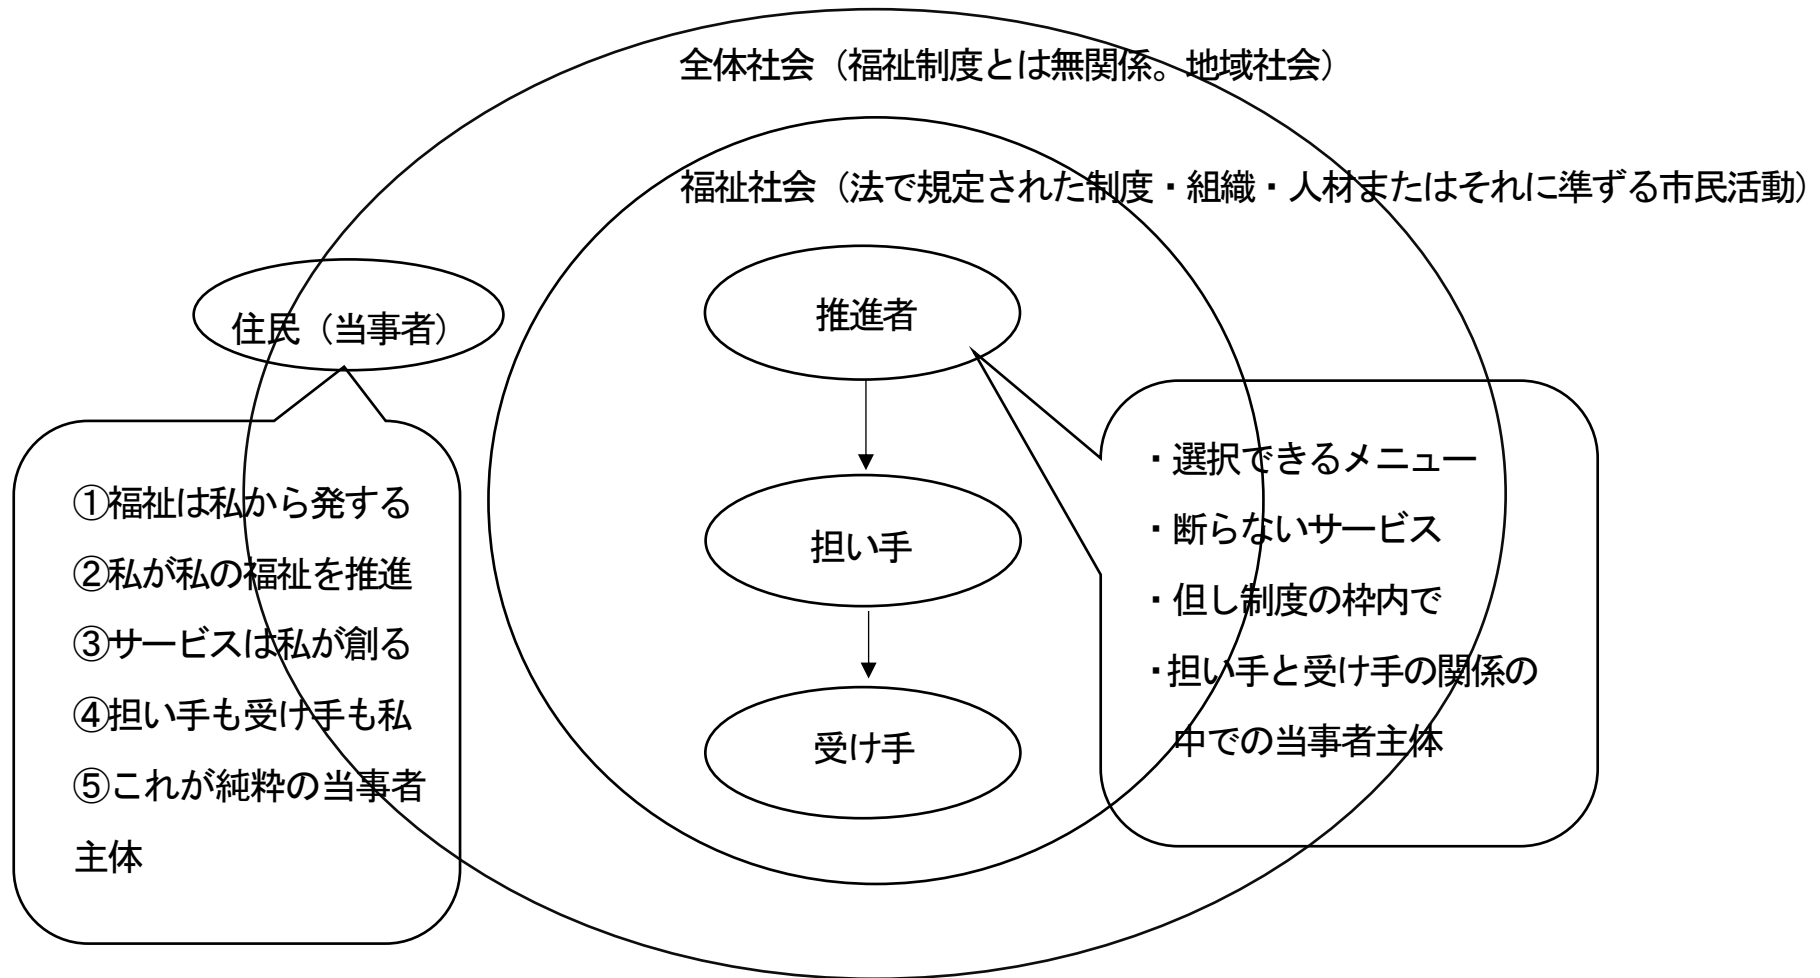 全体社会（福祉制度とは無関係。地域社会）
福祉社会（法で規定された制度・組織・人材またはそれに準ずる市民活動）
住民（当事者）
推進者
担い手
受け手
①福祉は私から発する
②私が私の福祉を推進
③サービスは私が創る
④担い手も受け手も私
⑤これが純粋の当事者
主体
・選択できるメニュー
・断らないサービス
・但し制度の枠内で
・担い手と受け手の関係の
中での当事者主体